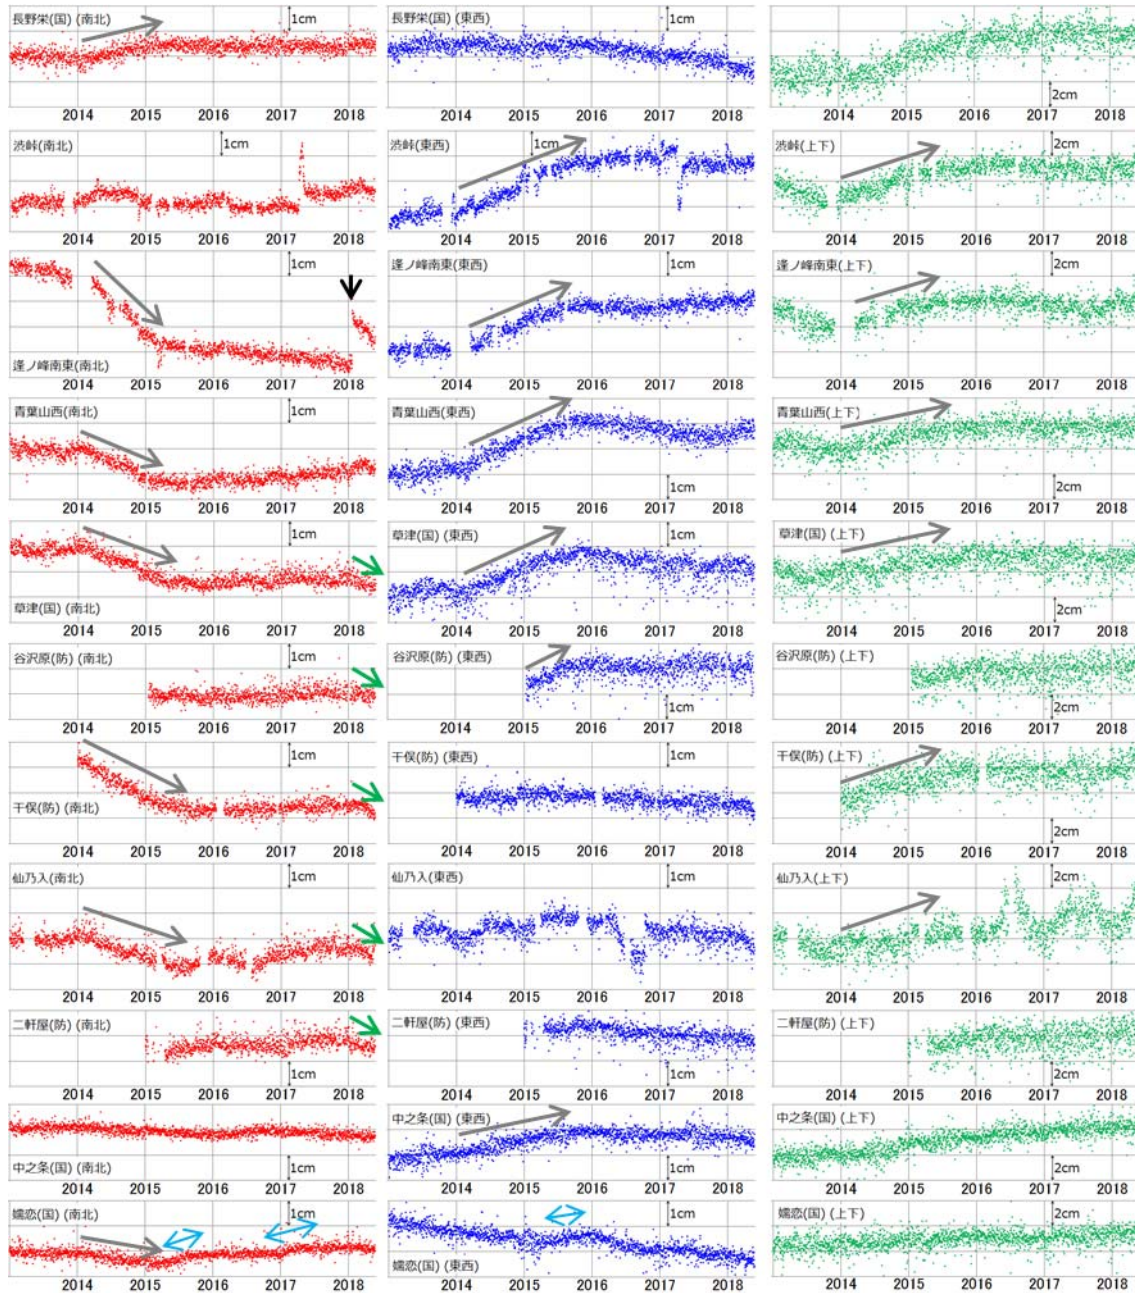 長野栄(国) (南北)
1cm
長野栄(国) (東西)
1cm
2cm
2014 2015 2016 2017 2018
2014 2015 2016 2017 2018
2014 2015 2016 2017 2018
渋峠(南北)
1cm
渋峠(東西)
1cm
渋峠(上下)
2cm
2014 2015 2016 2017 2018
2014 2015 2016 2017 2018
2014 2015 2016 2017 2018
逢ノ峰南東(南北)
1cm
逢ノ峰南東(東西)
1cm
逢ノ峰南東(上下)
2cm
2014 2015 2016 2017 2018
2014 2015 2016 2017 2018
2014 2015 2016 2017 2018
青葉山西(南北)
1cm
青葉山西(東西)
1cm
青葉山西(上下)
2cm
2014 2015 2016 2017 2018
2014 2015 2016 2017 2018
2014 2015 2016 2017 2018
草津(国) (南北)
1cm
草津(国) (東西)
1cm
草津(国) (上下)
2cm
2014 2015 2016 2017 2018
2014 2015 2016 2017 2018
2014 2015 2016 2017 2018
谷沢原(防) (南北)
1cm
谷沢原(防) (東西)
1cm
谷沢原(防) (上下)
2cm
2014 2015 2016 2017 2018
2014 2015 2016 2017 2018
2014 2015 2016 2017 2018
干俣(防) (南北)
1cm
干俣(防) (東西)
1cm
干俣(防) (上下)
2cm
2014 2015 2016 2017 2018
2014 2015 2016 2017 2018
2014 2015 2016 2017 2018
仙乃入(南北)
1cm
仙乃入(東西)
1cm
仙乃入(上下)
2cm
2014 2015 2016 2017 2018
2014 2015 2016 2017 2018
2014 2015 2016 2017 2018
二軒屋(防) (南北)
1cm
二軒屋(防) (東西)
1cm
二軒屋(防) (上下)
2cm
2014 2015 2016 2017 2018
2014 2015 2016 2017 2018
2014 2015 2016 2017 2018
中之条(国) (南北)
1cm
中之条(国) (東西)
1cm
中之条(国) (上下)
2cm
2014 2015 2016 2017 2018
2014 2015 2016 2017 2018
2014 2015 2016 2017 2018
嬬恋(国) (南北)
1cm
嬬恋(国) (東西)
1cm
嬬恋(国) (上下)
2cm
2014 2015 2016 2017 2018
2014 2015 2016 2017 2018
2014 2015 2016 2017 2018